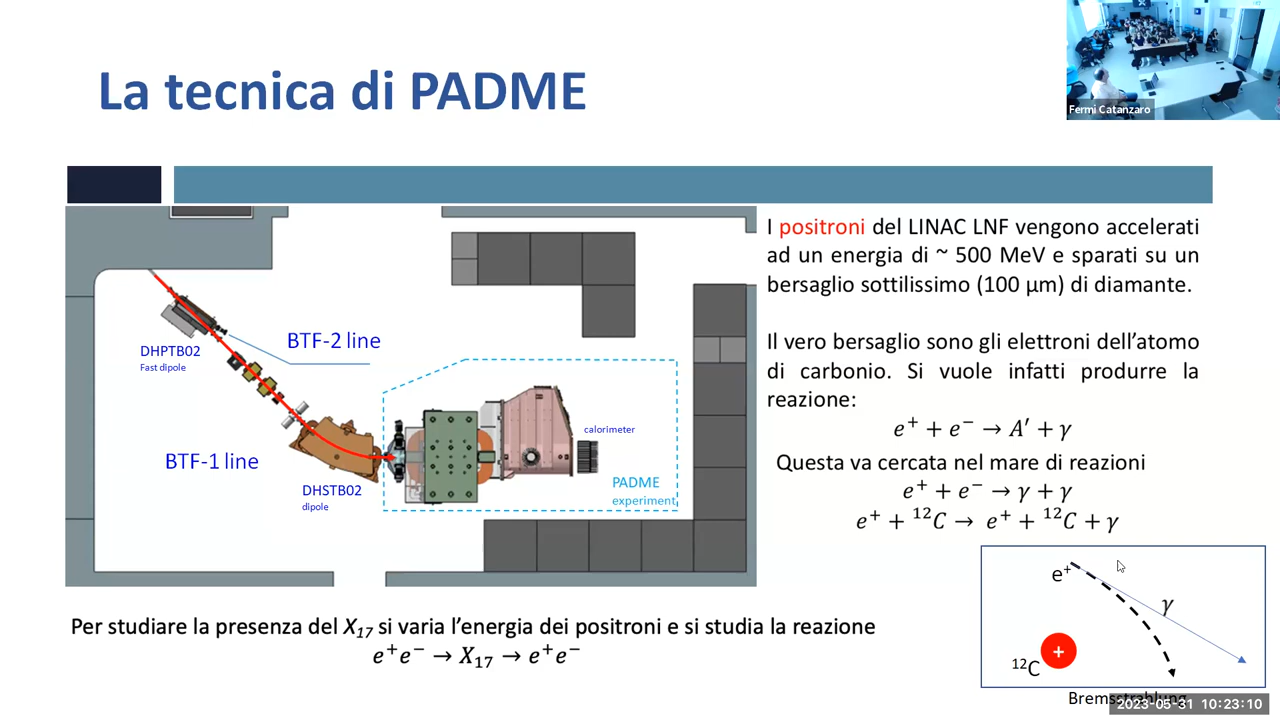 La tecnica di PADME
Fermi Catanzaro
DHPTB02
Fast dipole
BTF-2 line
BTF-1 line
DHSTB02
dipole
calorimeter
PADME
experiment
I positroni del LINAC LNF vengono accelerati
ad un energia di ~ 500 MeV e sparati su un
bersaglio sottilissimo (100 μm) di diamante.
Il vero bersaglio sono gli elettroni dell’atomo
di carbonio. Si vuole infatti produrre la
reazione:
e⁺ + e⁻ → A′ + γ
Questa va cercata nel mare di reazioni
e⁺ + e⁻ → γ + γ
e⁺ + ¹²C → e⁺ + ¹²C + γ
e⁺
γ
+
¹²C
Bremsstrahlung
Per studiare la presenza del X₁₇ si varia l’energia dei positroni e si studia la reazione
e⁺e⁻ → X₁₇ → e⁺e⁻
2023-05-31 10:23:10